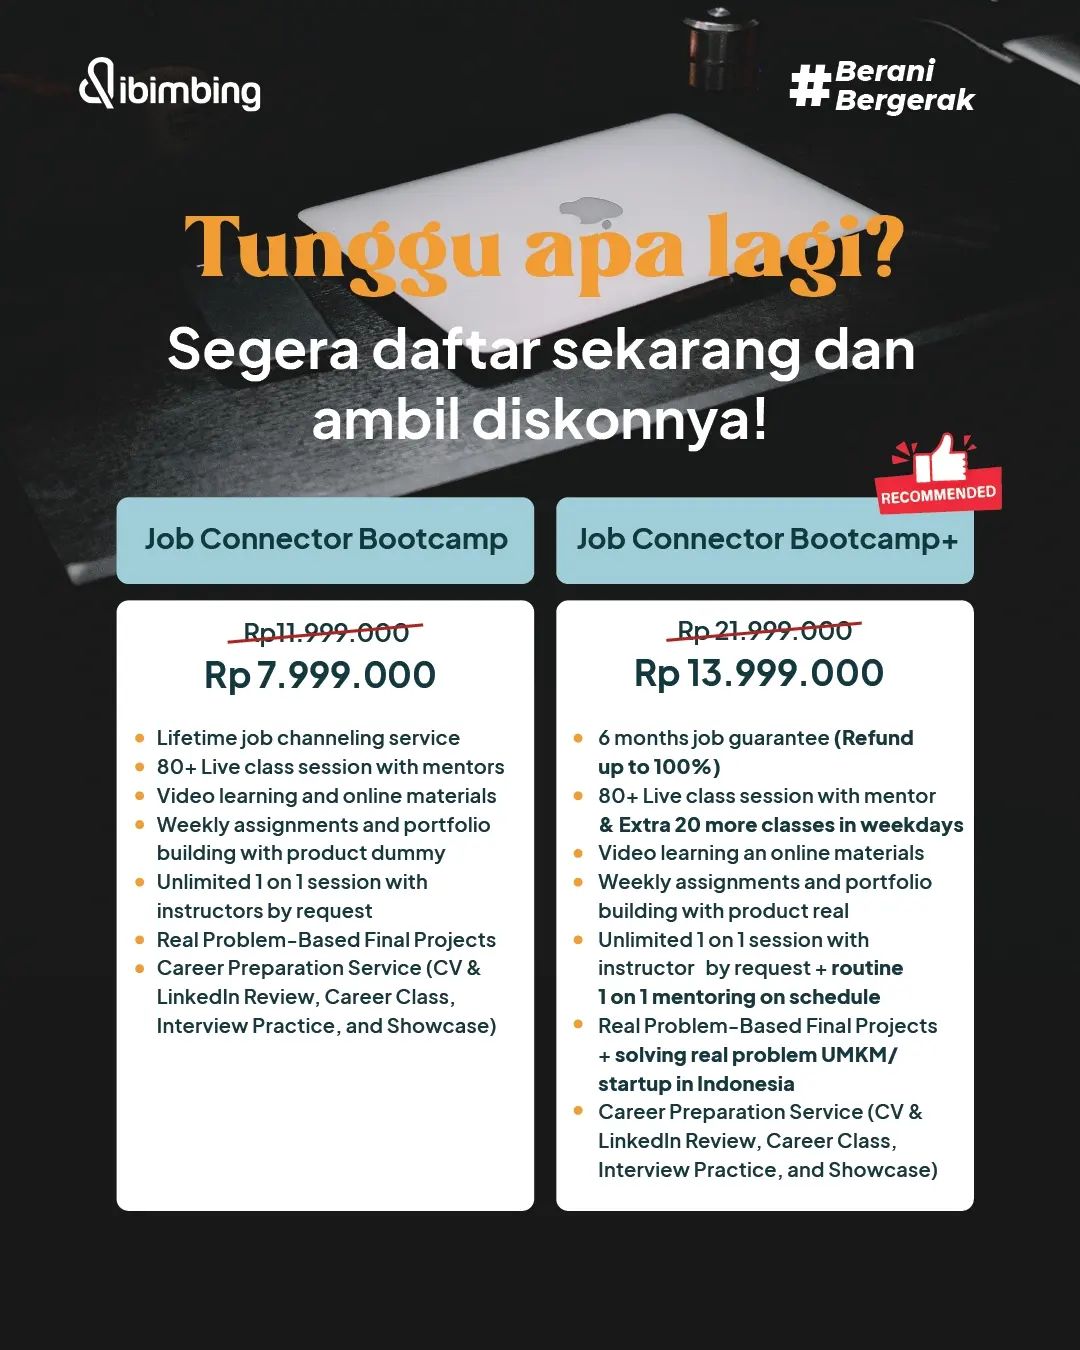 ibimbing
#Berani
Bergerak
Tunggu apa lagi?
Segera daftar sekarang dan
ambil diskonnya!
RECOMMENDED
Job Connector Bootcamp
Rp11.999.000
Rp 7.999.000
Lifetime job channeling service
80+ Live class session with mentors
Video learning and online materials
Weekly assignments and portfolio
building with product dummy
Unlimited 1 on 1 session with
instructors by request
Real Problem-Based Final Projects
Career Preparation Service (CV &
LinkedIn Review, Career Class,
Interview Practice, and Showcase)
Job Connector Bootcamp+
Rp 21.999.000
Rp 13.999.000
6 months job guarantee (Refund
up to 100%)
80+ Live class session with mentor
& Extra 20 more classes in weekdays
Video learning an online materials
Weekly assignments and portfolio
building with product real
Unlimited 1 on 1 session with
instructor by request + routine
1 on 1 mentoring on schedule
Real Problem-Based Final Projects
+ solving real problem UMKM/
startup in Indonesia
Career Preparation Service (CV &
LinkedIn Review, Career Class,
Interview Practice, and Showcase)